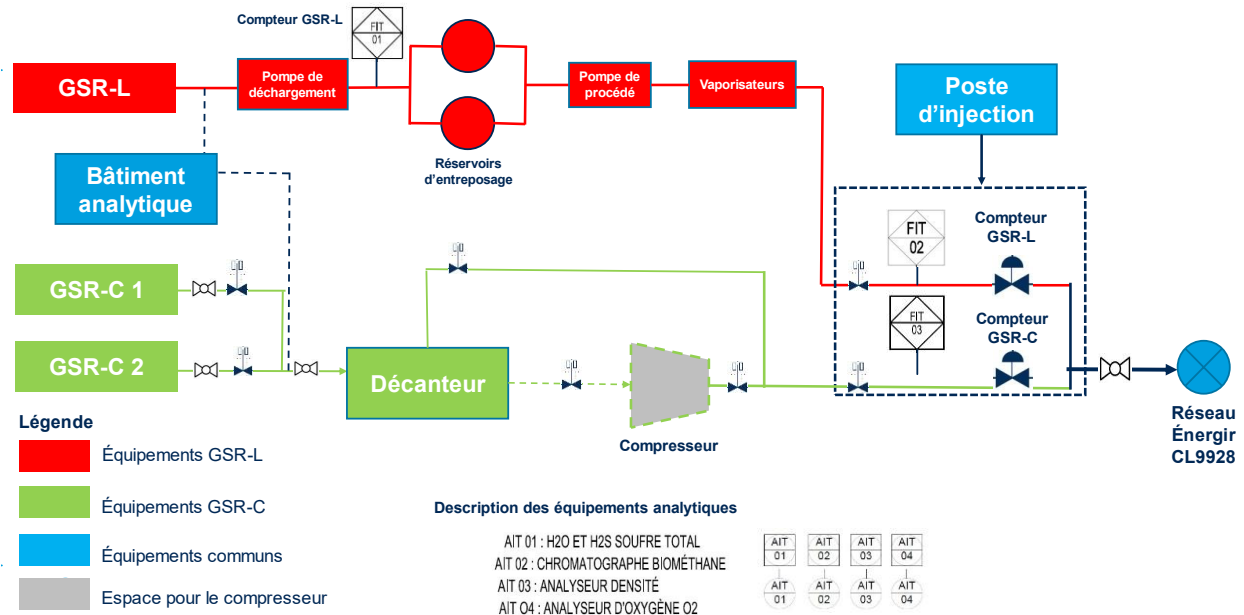 Compteur GSR-L
FIT
01
GSR-L
Pompe de
déchargement
Pompe de
procédé
Vaporisateurs
Poste
d'injection
Réservoirs
d'entreposage
Bâtiment
analytique
FIT
02
Compteur
GSR-L
GSR-C 1
FIT
03
Compteur
GSR-C
GSR-C 2
Décanteur
Compresseur
Réseau
Énergir
CL9928
Légende
Équipements GSR-L
Équipements GSR-C
Équipements communs
Espace pour le compresseur
Description des équipements analytiques
AIT 01 : H2O ET H2S SOUFRE TOTAL
AIT 02 : CHROMATOGRAPHE BIOMÉTHANE
AIT 03 : ANALYSEUR DENSITÉ
AIT O4 : ANALYSEUR D'OXYGÈNE O2
AIT AIT AIT AIT
01 02 03 04
AIT AIT AIT AIT
01 02 03 04